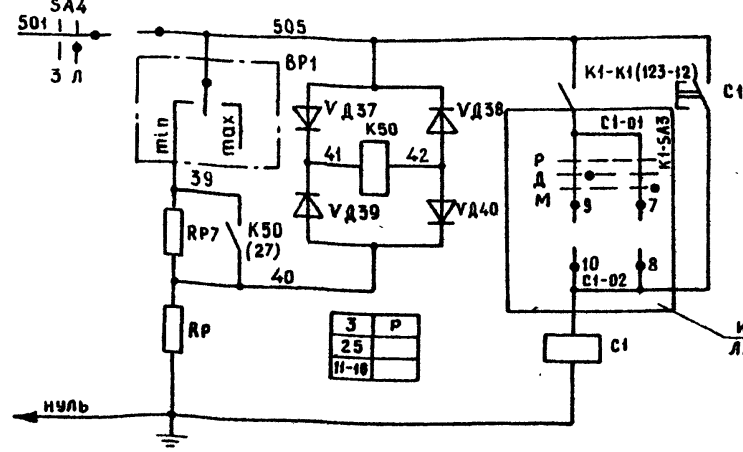 SA4
501
505
З Л
ВР1
min
max
VД37
VД38
K50
41
42
VД39
VД40
39
RP7
K50
(27)
40
RP
3 P
25
11-16
K1-K1(123-12)
C1
C1-01
K1-SA3
Р
Д
М
9
7
10
8
C1-02
C1
НУЛЬ